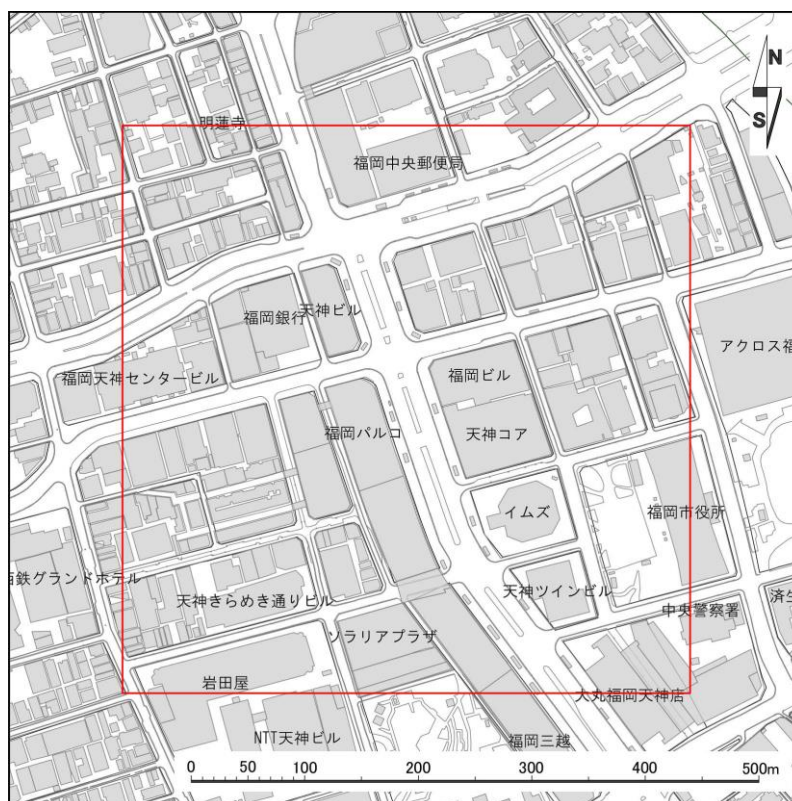 N
S
明蓮寺
福岡中央郵便局
福岡銀行
天神ビル
アクロス福
福岡天神センタービル
福岡ビル
福岡パルコ
天神コア
イムズ
福岡市役所
西鉄グランドホテル
天神ツインビル
天神きらめき通りビル
中央警察署
済生
ソラリアプラザ
岩田屋
大丸福岡天神店
NTT天神ビル
福岡三越
0 50 100 200 300 400 500m